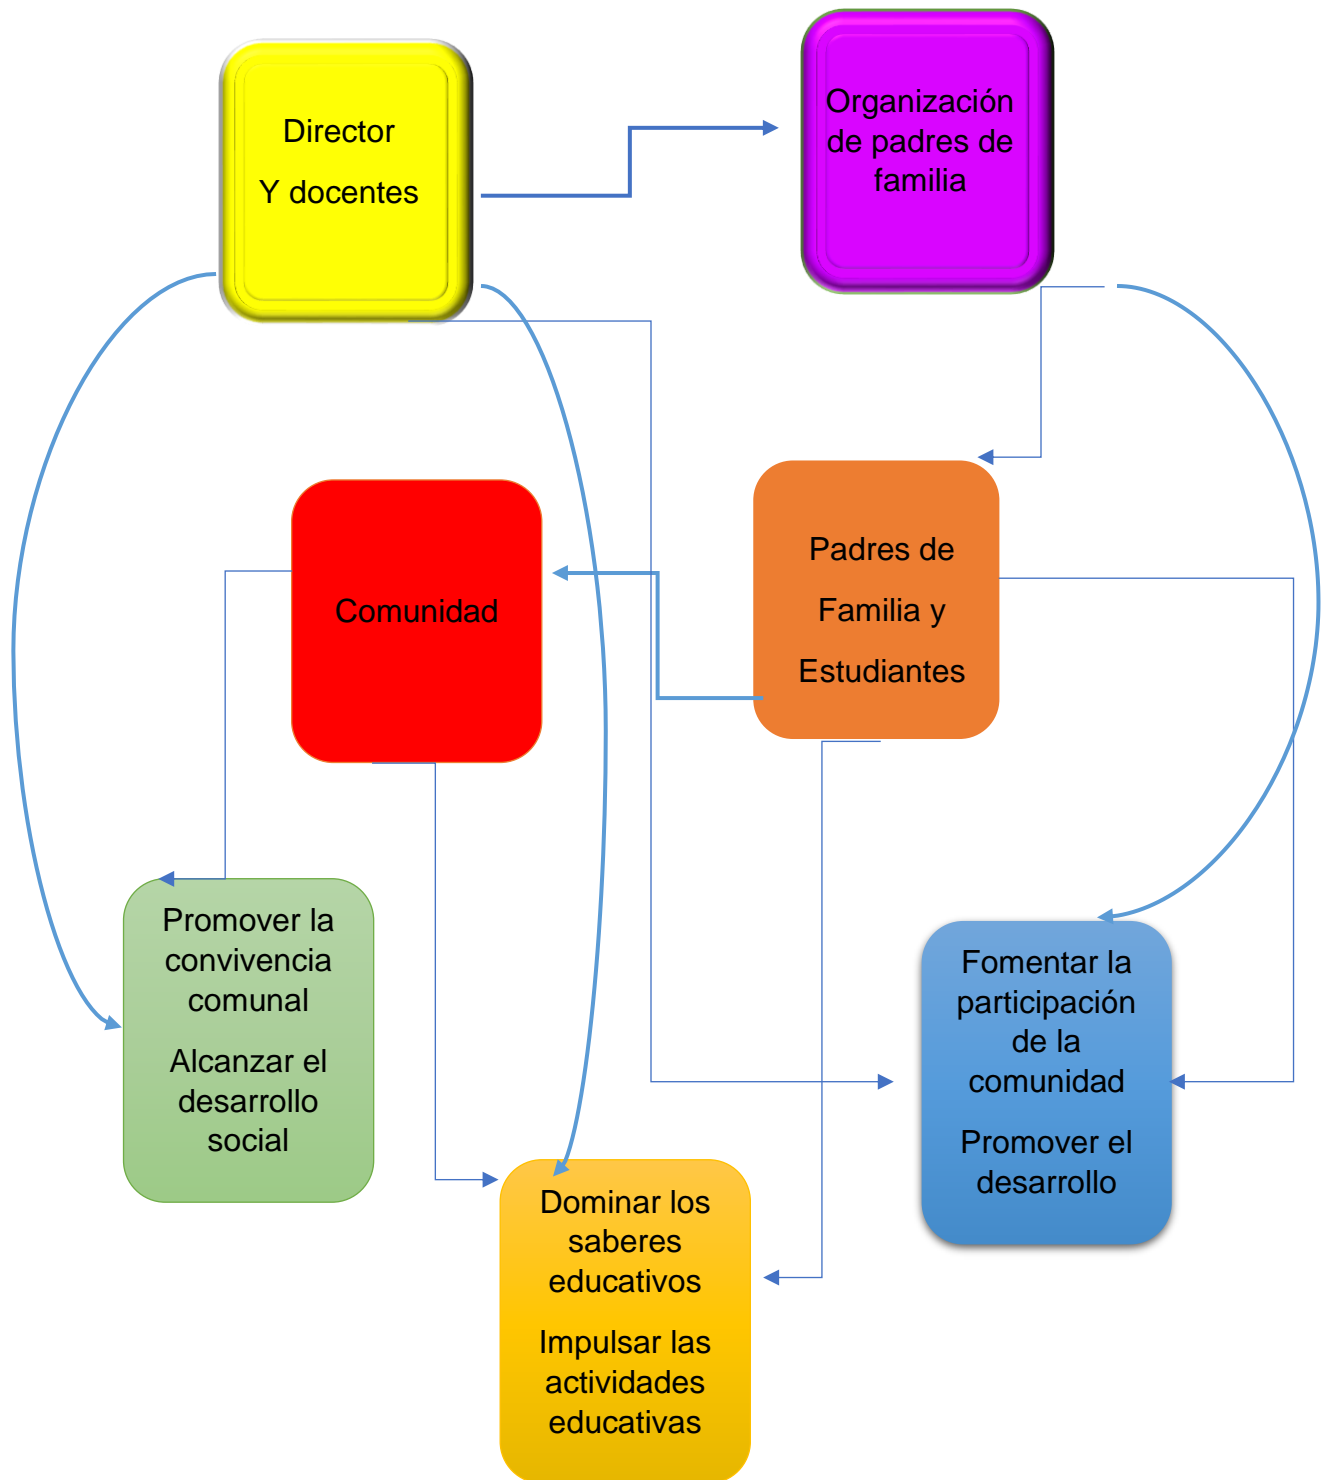 Director
Y docentes
Organización
de padres de
familia
Padres de
Familia y
Estudiantes
Comunidad
Promover la
convivencia
comunal
Alcanzar el
desarrollo
social
Fomentar la
participación
de la
comunidad
Promover el
desarrollo
Dominar los
saberes
educativos
Impulsar las
actividades
educativas